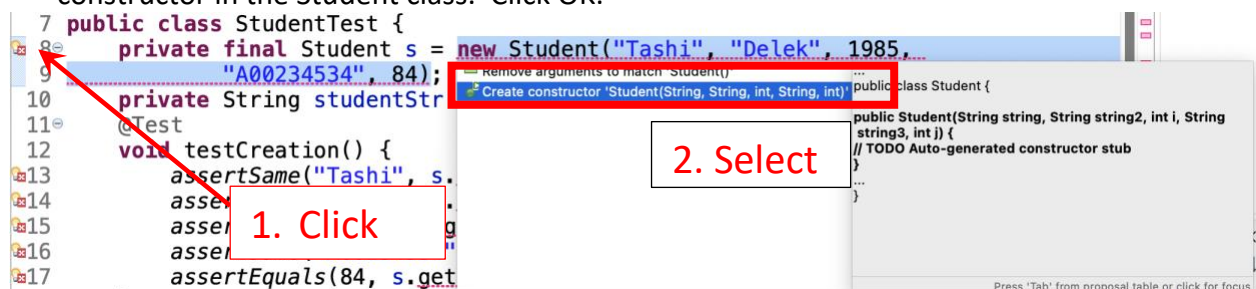 constructor in the Student class. Click OK.
7 public class StudentTest {
8 private final Student s = new Student("Tashi", "Delek", 1985,
9 "A00234534", 84);
Remove arguments to match 'Student()'
Create constructor 'Student(String, String, int, String, int)'
10 private String studentStr
11 @Test
12 void testCreation() {
13 assertSame("Tashi", s.
14 asse
15 asse
16 asse
17 assertEquals(84, s.get
1. Click
2. Select
...
public class Student {
public Student(String string, String string2, int i, String
string3, int j) {
// TODO Auto-generated constructor stub
}
...
}
Press 'Tab' from proposal table or click for focus